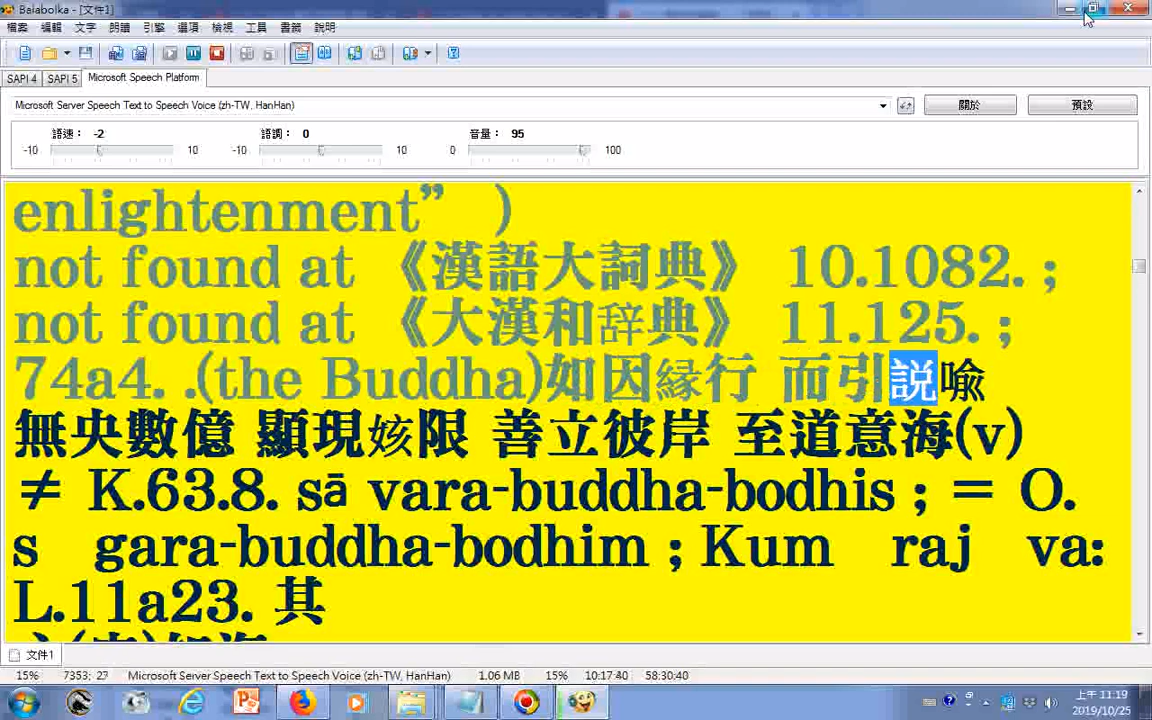 Balabolka - [文件1]
檔案 編輯 文字 朗讀 引擎 選項 檢視 工具 書籤 說明
SAPI 4 SAPI 5 Microsoft Speech Platform
Microsoft Server Speech Text to Speech Voice (zh-TW, HanHan) 關於 預設
語速： -2 語調： 0 音量： 95
-10 10 -10 10 0 100
enlightenment” )
not found at 《漢語大詞典》 10.1082. ;
not found at 《大漢和辞典》 11.125. ;
74a4. .(the Buddha)如因縁行 而引説喩
無央數億 顯現姟限 善立彼岸 至道意海(v)
≠ K.63.8. sā vara-buddha-bodhis ; = O.
s gara-buddha-bodhim ; Kum raj va:
L.11a23. 其
文件1
15% 7353: 27 Microsoft Server Speech Text to Speech Voice (zh-TW, HanHan) 1.06 MB 15% 10:17:40 58:30:40
上午 11:19
2019/10/25